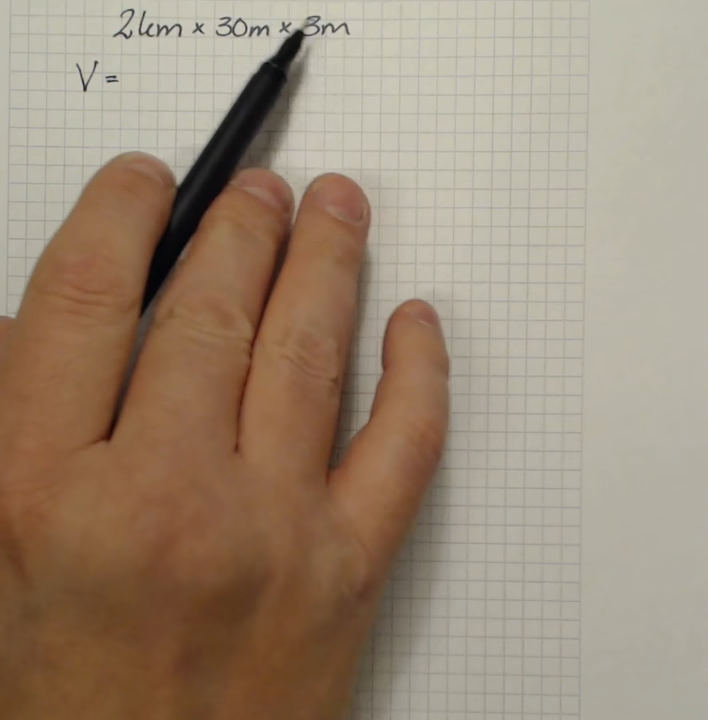 2km × 30m × 3m
V =